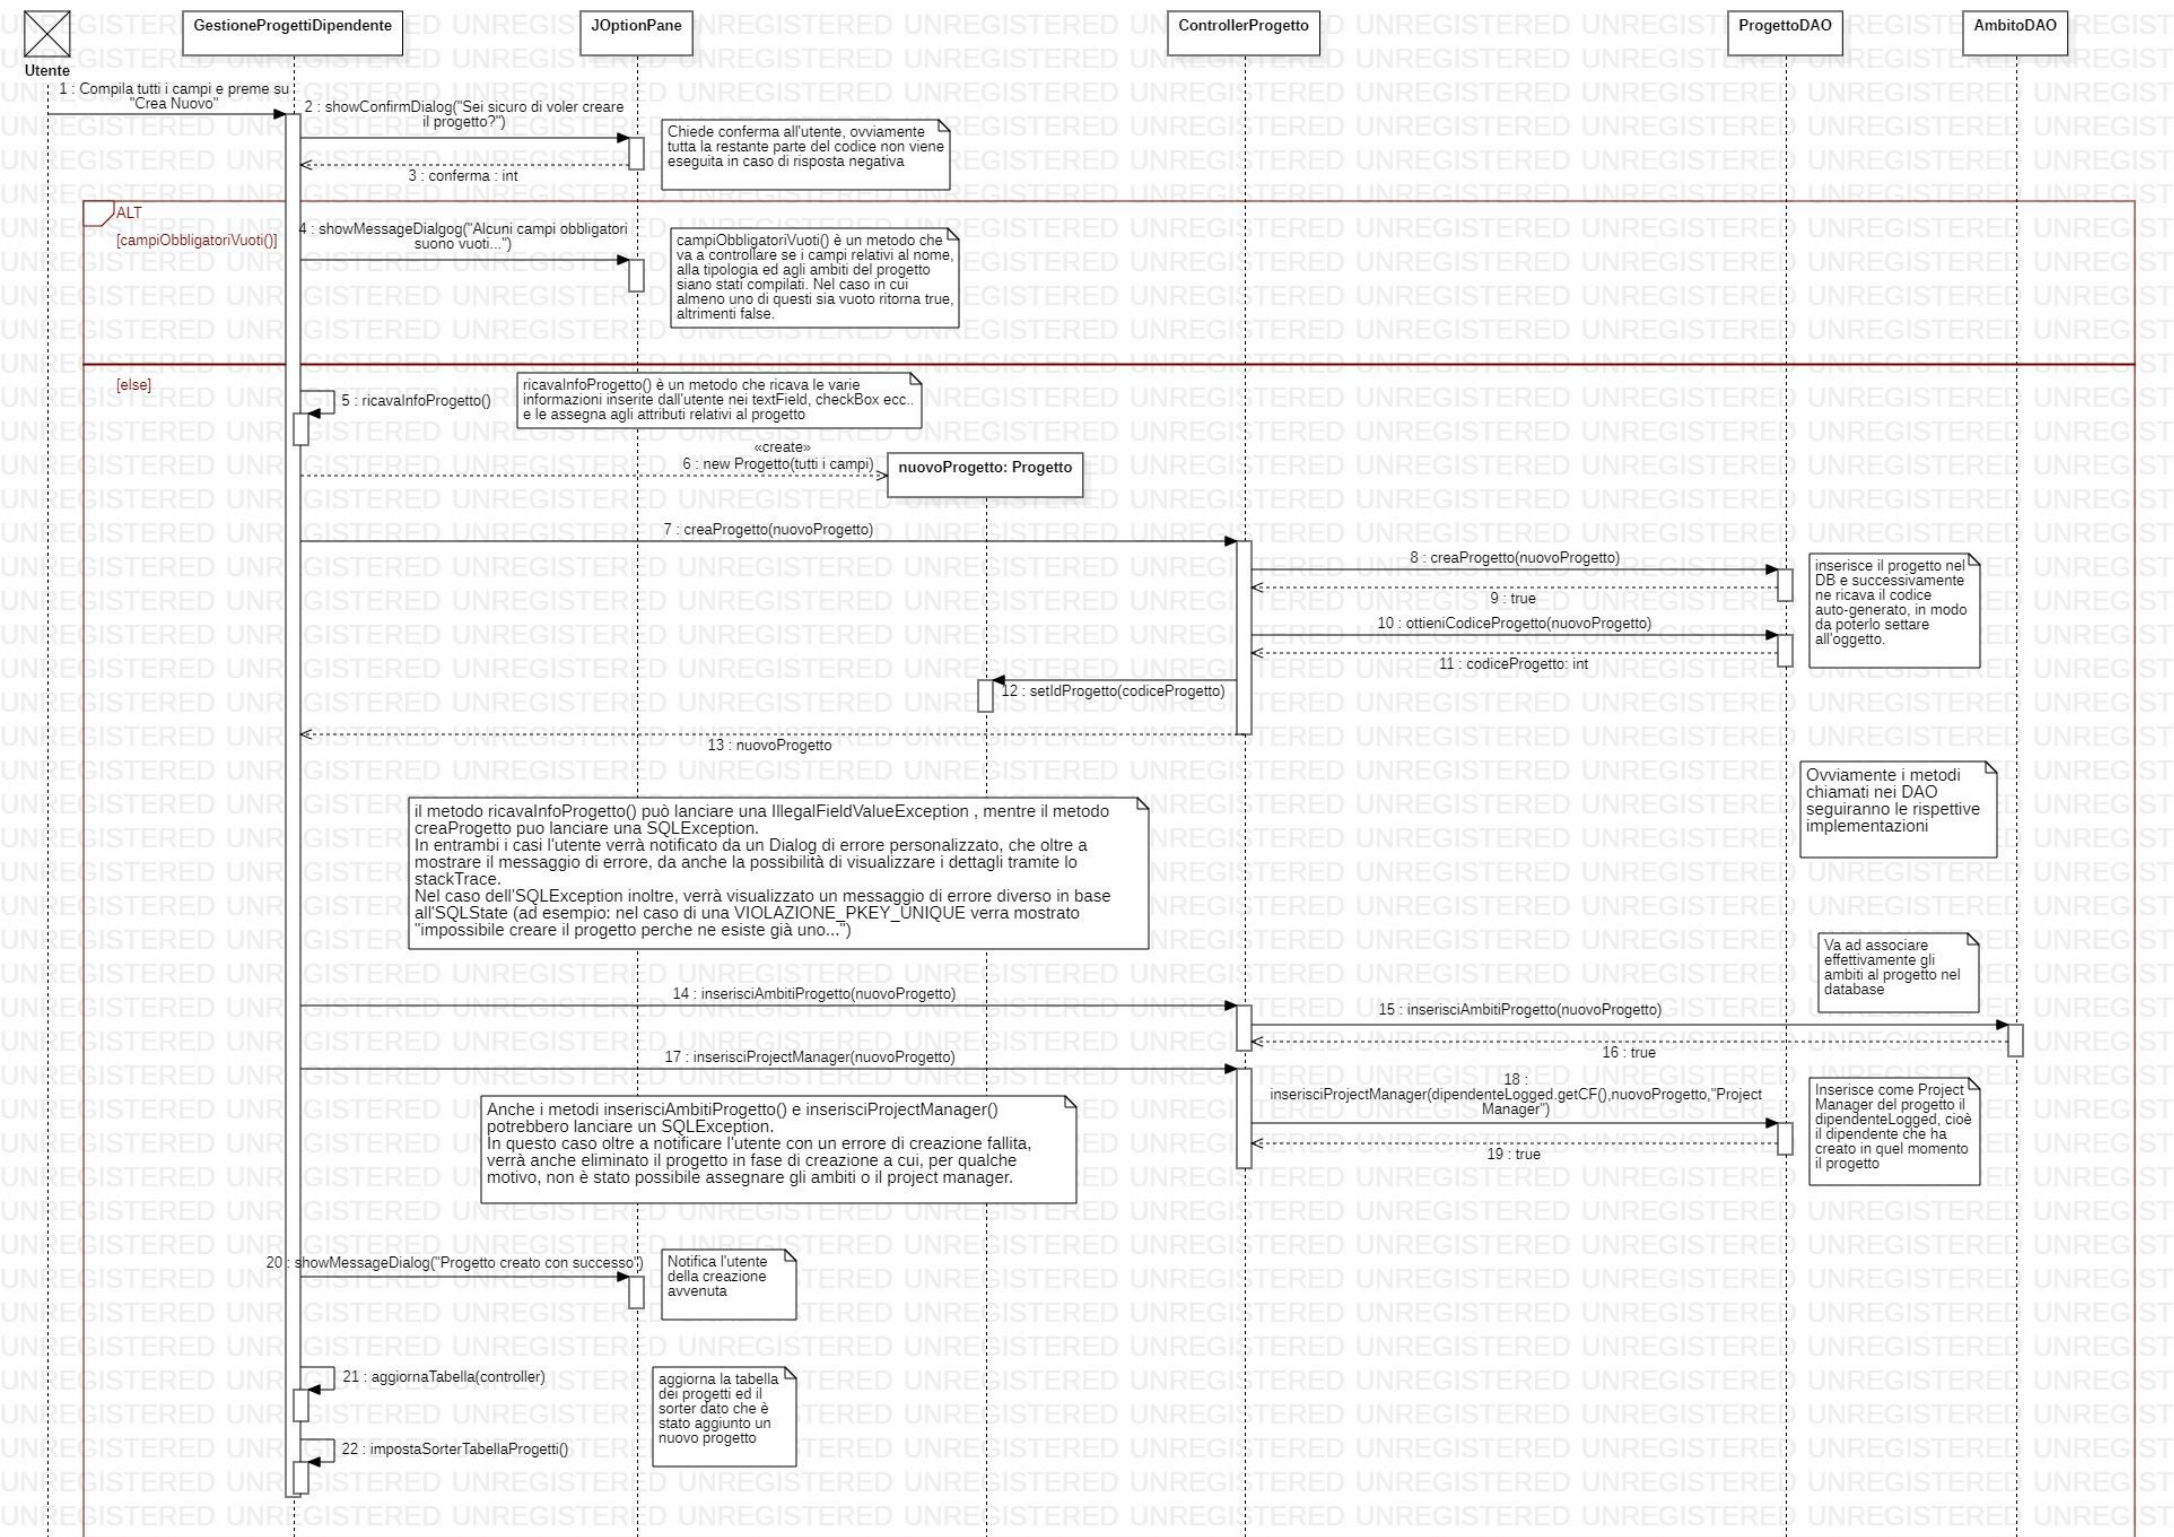 GestioneProgettiDipendente
JOptionPane
ControllerProgetto
ProgettoDAO
AmbitoDAO
Utente
1 : Compila tutti i campi e preme su
"Crea Nuovo"
2 : showConfirmDialog("Sei sicuro di voler creare
il progetto?")
Chiede conferma all'utente, ovviamente
tutta la restante parte del codice non viene
eseguita in caso di risposta negativa
3 : conferma : int
ALT
[campiObbligatoriVuoti()]
4 : showMessageDialgog("Alcuni campi obbligatori
suono vuoti...")
campiObbligatoriVuoti() è un metodo che
va a controllare se i campi relativi al nome,
alla tipologia ed agli ambiti del progetto
siano stati compilati. Nel caso in cui
almeno uno di questi sia vuoto ritorna true,
altrimenti false.
[else]
5 : ricavaInfoProgetto()
ricavaInfoProgetto() è un metodo che ricava le varie
informazioni inserite dall'utente nei textField, checkBox ecc..
e le assegna agli attributi relativi al progetto
«create»
6 : new Progetto(tutti i campi)
nuovoProgetto: Progetto
7 : creaProgetto(nuovoProgetto)
8 : creaProgetto(nuovoProgetto)
9 : true
10 : ottieniCodiceProgetto(nuovoProgetto)
11 : codiceProgetto: int
inserisce il progetto nel
DB e successivamente
ne ricava il codice
auto-generato, in modo
da poterlo settare
all'oggetto.
12 : setIdProgetto(codiceProgetto)
13 : nuovoProgetto
Ovviamente i metodi
chiamati nei DAO
seguiranno le rispettive
implementazioni
il metodo ricavaInfoProgetto() può lanciare una IllegalFieldValueException , mentre il metodo
creaProgetto puo lanciare una SQLException.
In entrambi i casi l'utente verrà notificato da un Dialog di errore personalizzato, che oltre a
mostrare il messaggio di errore, da anche la possibilità di visualizzare i dettagli tramite lo
stackTrace.
Nel caso dell'SQLException inoltre, verrà visualizzato un messaggio di errore diverso in base
all'SQLState (ad esempio: nel caso di una VIOLAZIONE_PKEY_UNIQUE verra mostrato
"impossibile creare il progetto perche ne esiste già uno...")
Va ad associare
effettivamente gli
ambiti al progetto nel
database
14 : inserisciAmbitiProgetto(nuovoProgetto)
15 : inserisciAmbitiProgetto(nuovoProgetto)
16 : true
17 : inserisciProjectManager(nuovoProgetto)
18 :
inserisciProjectManager(dipendenteLogged.getCF(),nuovoProgetto,"Project
Manager")
19 : true
Inserisce come Project
Manager del progetto il
dipendenteLogged, cioè
il dipendente che ha
creato in quel momento
il progetto
Anche i metodi inserisciAmbitiProgetto() e inserisciProjectManager()
potrebbero lanciare un SQLException.
In questo caso oltre a notificare l'utente con un errore di creazione fallita,
verrà anche eliminato il progetto in fase di creazione a cui, per qualche
motivo, non è stato possibile assegnare gli ambiti o il project manager.
20 : showMessageDialog("Progetto creato con successo")
Notifica l'utente
della creazione
avvenuta
21 : aggiornaTabella(controller)
aggiorna la tabella
dei progetti ed il
sorter dato che è
stato aggiunto un
nuovo progetto
22 : impostaSorterTabellaProgetti()
UNREGISTERED